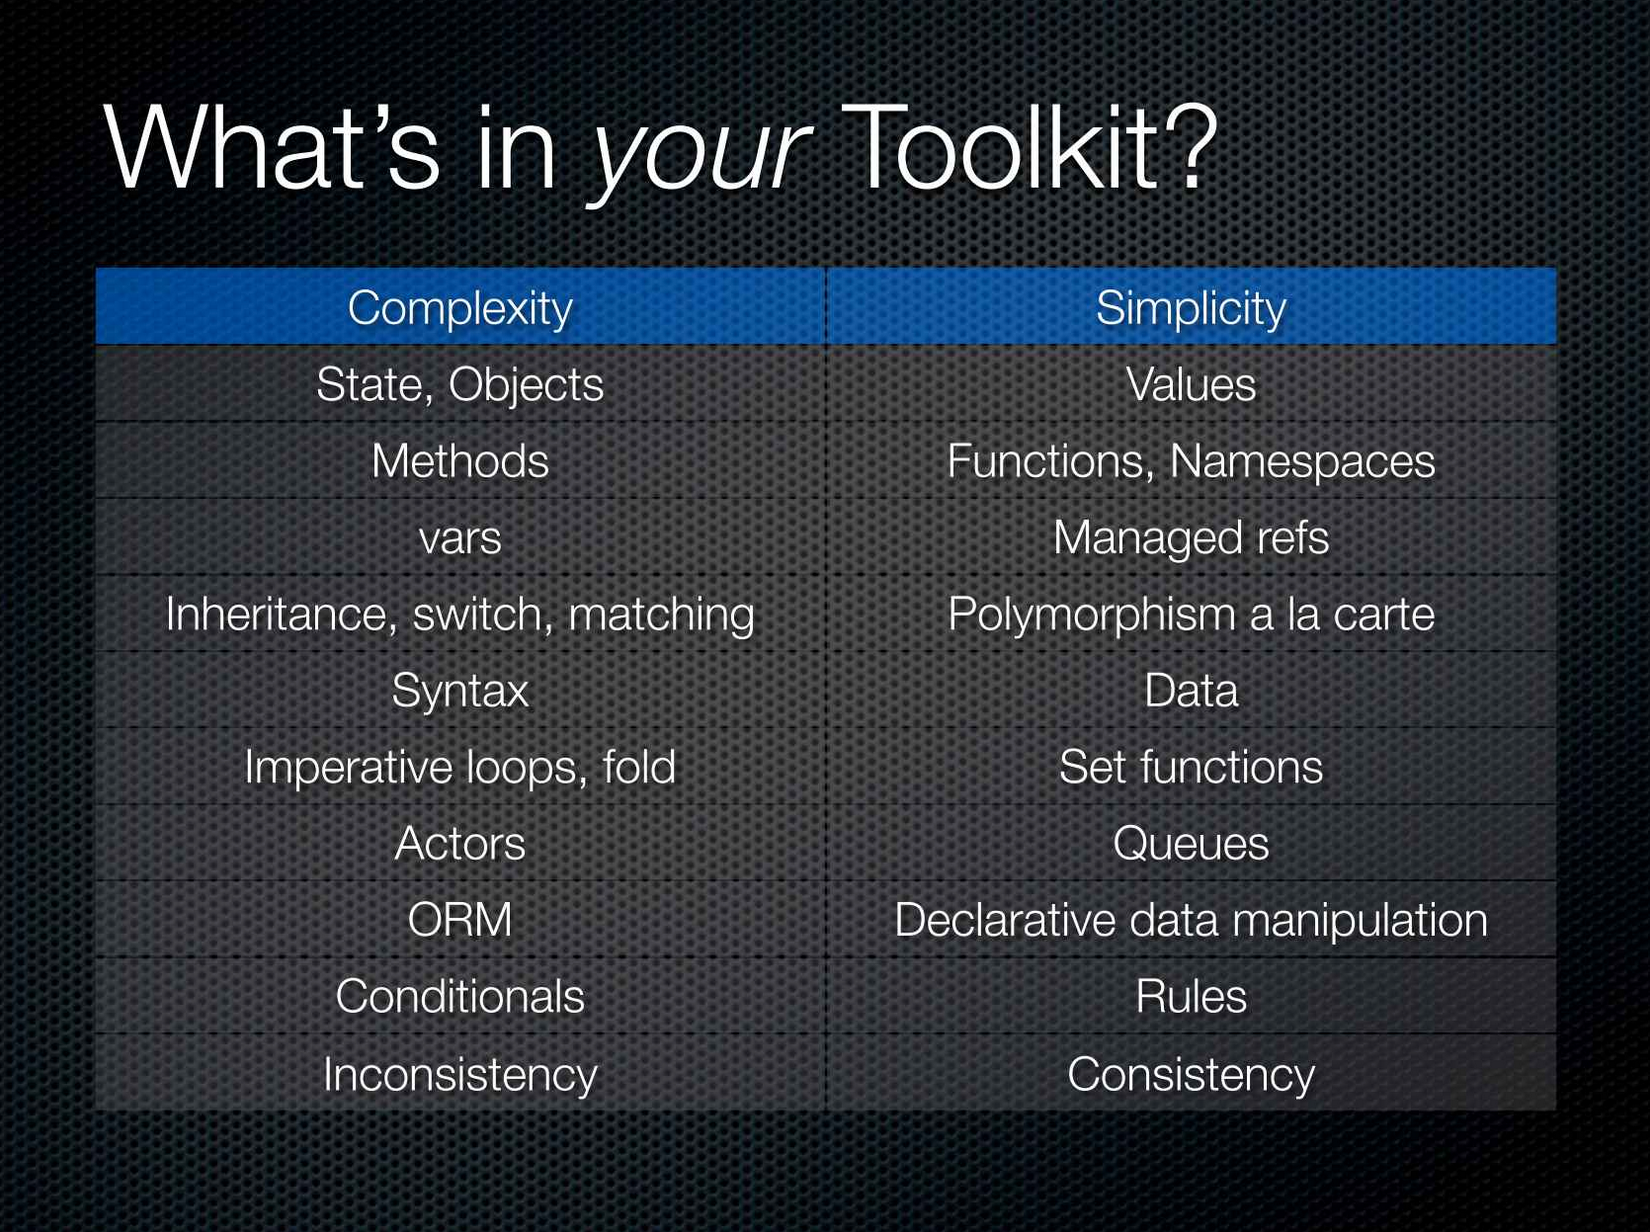 What’s in your Toolkit?
Complexity Simplicity
State, Objects Values
Methods Functions, Namespaces
vars Managed refs
Inheritance, switch, matching Polymorphism a la carte
Syntax Data
Imperative loops, fold Set functions
Actors Queues
ORM Declarative data manipulation
Conditionals Rules
Inconsistency Consistency